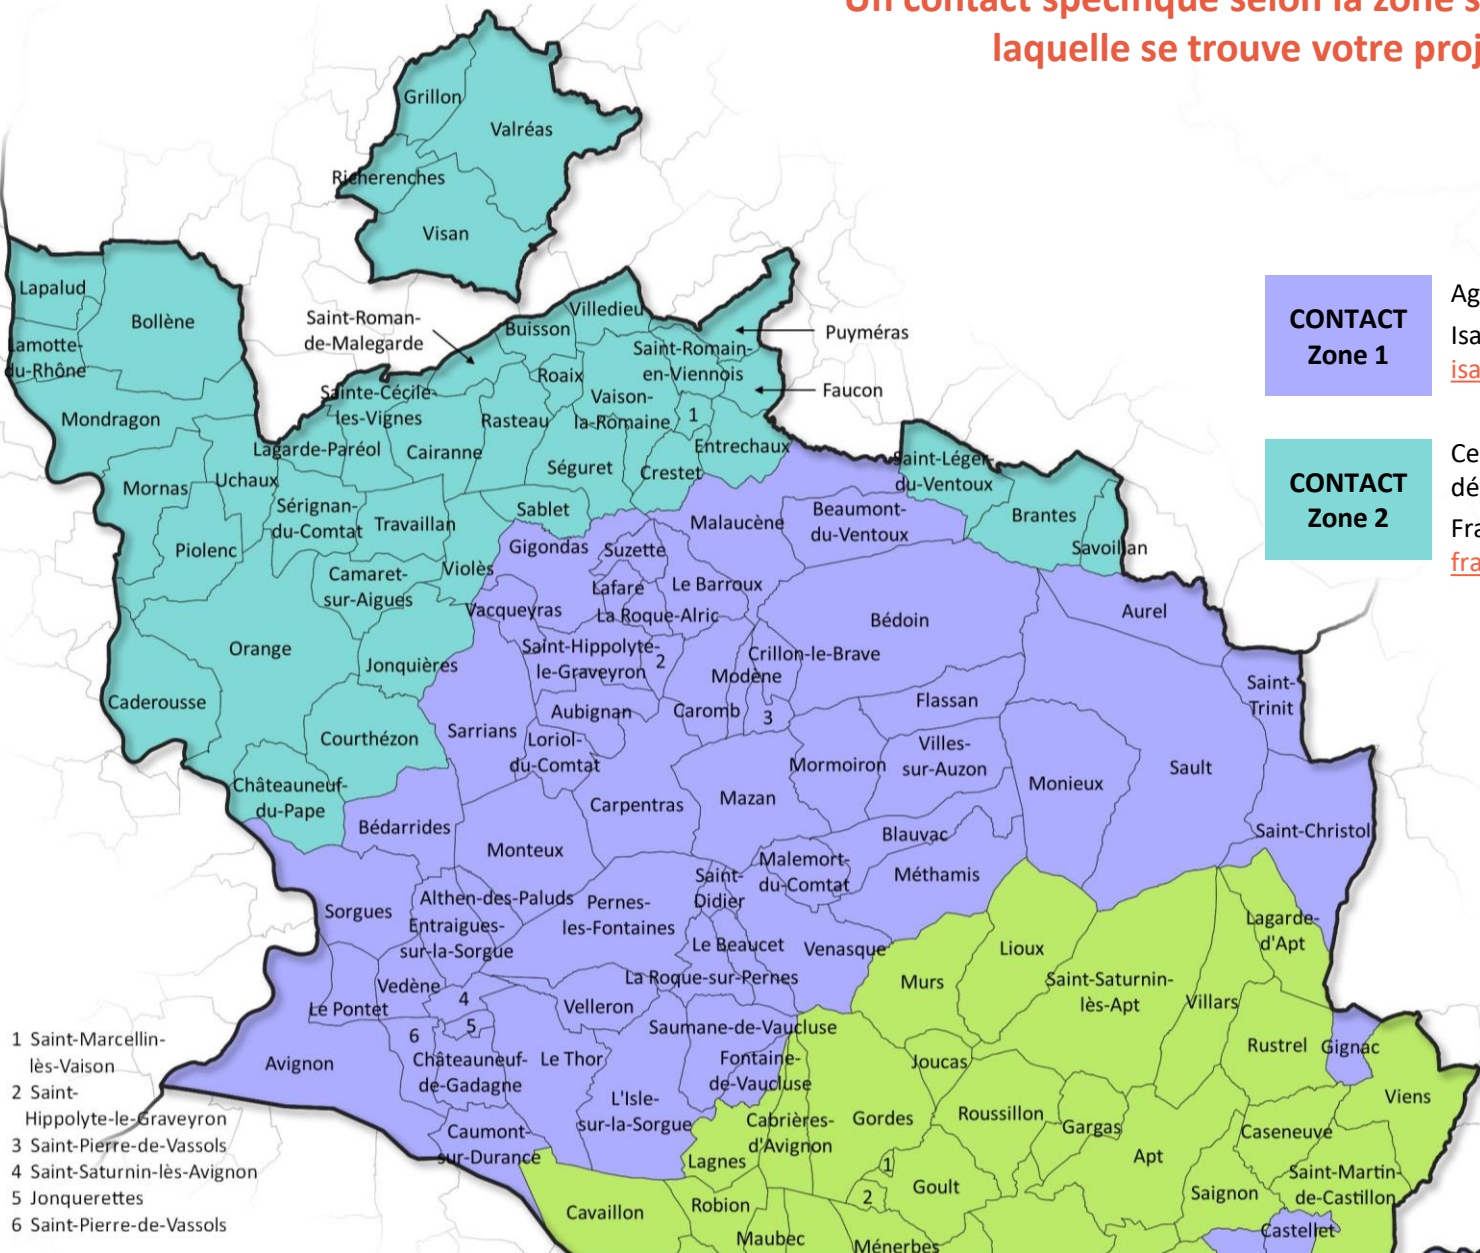 Un contact spécifique selon la zone s
laquelle se trouve votre proj
Grillon
Valréas
Richerenches
Visan
Lapalud
Bollène
Lamotte-
du-Rhône
Mondragon
Saint-Roman-
de-Malegarde
Buisson
Villedieu
Puyméras
Saint-Romain-
en-Viennois
Faucon
Roaix
Sainte-Cécile-
les-Vignes
Vaison-
la-Romaine
Rasteau
1
Entrechaux
Lagarde-Paréol
Cairanne
Séguret
Crestet
Mornas
Uchaux
Sérignan-
du-Comtat
Travaillan
Sablet
Piolenc
Camaret-
sur-Aigues
Violès
Orange
Jonquières
Caderousse
Courthézon
Châteauneuf-
du-Pape
Saint-Léger-
du-Ventoux
Brantes
Savoillan
CONTACT
Zone 1
Ag
Isa
isa
CONTACT
Zone 2
Ce
dé
Fra
fra
Malaucène
Beaumont-
du-Ventoux
Gigondas
Suzette
Lafare
Le Barroux
Vacqueyras
La Roque-Alric
Bédoin
Aurel
Saint-Hippolyte-
le-Graveyron
2
Crillon-le-Brave
Modène
Saint-
Trinit
Aubignan
Caromb
3
Flassan
Sarrians
Loriol-
du-Comtat
Mormoiron
Villes-
sur-Auzon
Monieux
Sault
Carpentras
Mazan
Bédarrides
Monteux
Blauvac
Saint-Christol
Malemort-
du-Comtat
Méthamis
Saint-
Didier
Sorgues
Althen-des-Paluds
Pernes-
les-Fontaines
Entraigues-
sur-la-Sorgue
Le Beaucet
Venasque
La Roque-sur-Pernes
Vedène
4
Le Pontet
5
Velleron
6
Saumane-de-Vaucluse
Avignon
Châteauneuf-
de-Gadagne
Le Thor
Fontaine-
de-Vaucluse
L'Isle-
sur-la-Sorgue
Caumont-
sur-Durance
Lagarde-
d'Apt
Lioux
Murs
Saint-Saturnin-
lès-Apt
Villars
Rustrel
Gignac
Joucas
Viens
Cabrières-
d'Avignon
Gordes
Roussillon
Gargas
Caseneuve
Lagnes
1
Apt
Saint-Martin-
de-Castillon
2
Goult
Saignon
Cavaillon
Robion
Castellet
Maubec
Ménerbes
1 Saint-Marcellin-
lès-Vaison
2 Saint-
Hippolyte-le-Graveyron
3 Saint-Pierre-de-Vassols
4 Saint-Saturnin-lès-Avignon
5 Jonquerettes
6 Saint-Pierre-de-Vassols